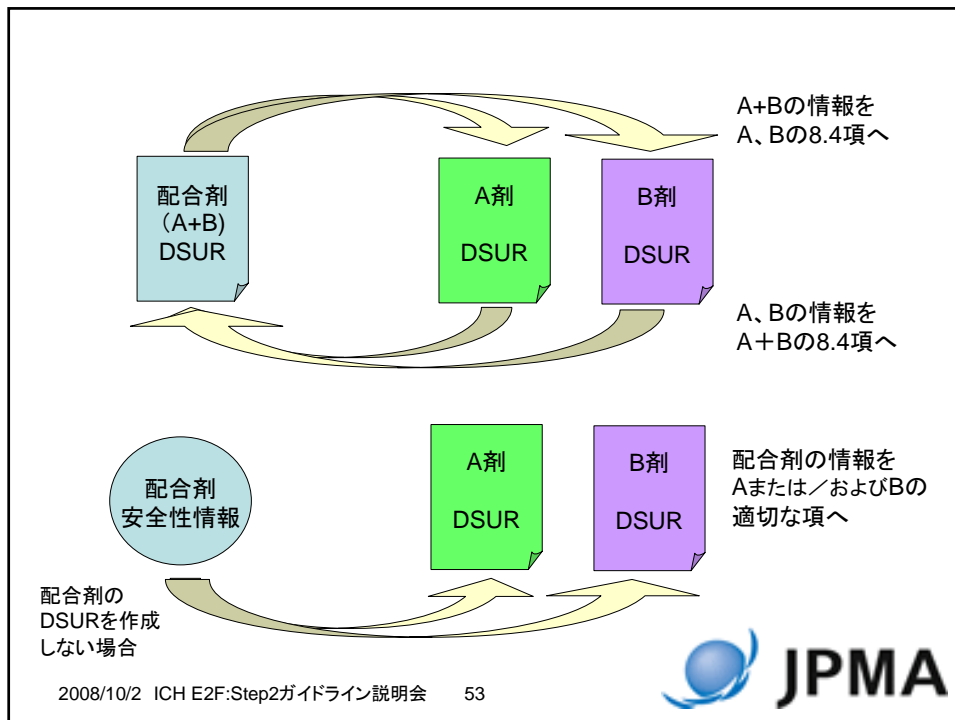 A+Bの情報を
A、Bの8.4項へ
配合剤
（A+B)
DSUR
A剤
DSUR
B剤
DSUR
A、Bの情報を
A＋Bの8.4項へ
配合剤
安全性情報
A剤
DSUR
B剤
DSUR
配合剤の情報を
Aまたは／およびBの
適切な項へ
配合剤の
DSURを作成
しない場合
2008/10/2 ICH E2F:Step2ガイドライン説明会 53
JPMA